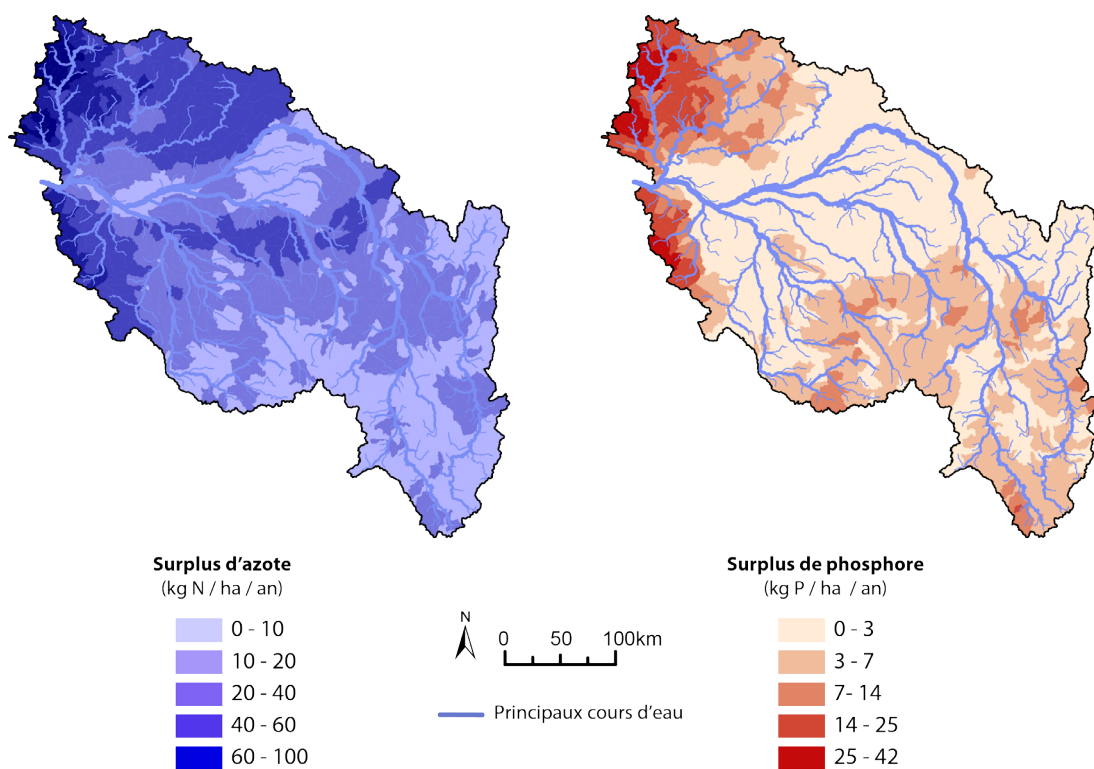 Surplus d'azote
(kg N / ha / an)
0 - 10
10 - 20
20 - 40
40 - 60
60 - 100
N
0 50 100km
Principaux cours d'eau
Surplus de phosphore
(kg P / ha / an)
0 - 3
3 - 7
7- 14
14 - 25
25 - 42